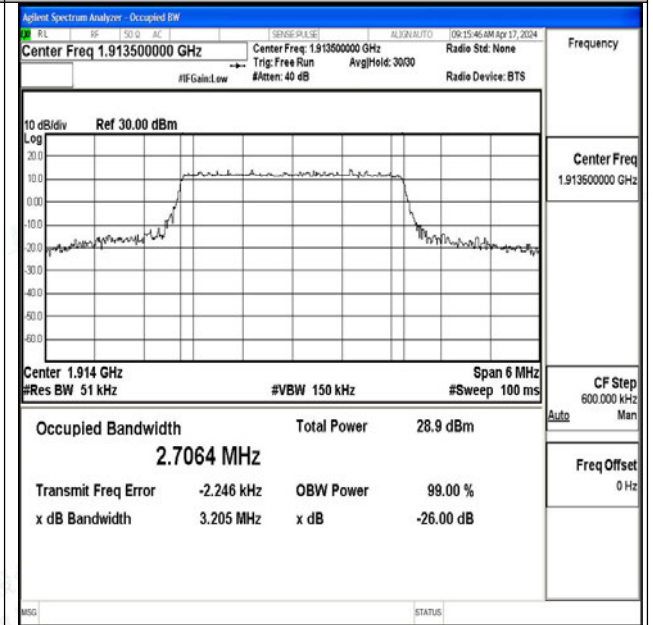 Agilent Spectrum Analyzer - Occupied BW
RL RF 50 Ω AC SENSE:PULSE ALIGN AUTO 09:15:46 AM Apr 17, 2024
Center Freq 1.913500000 GHz
Center Freq: 1.913500000 GHz
Radio Std: None
Trig: Free Run Avg|Hold: 30/30
#IFGain:Low
#Atten: 40 dB
Radio Device: BTS
Frequency
10 dB/div Ref 30.00 dBm
Log
20.0
10.0
0.00
-10.0
-20.0
-30.0
-40.0
-50.0
-60.0
Center Freq
1.913500000 GHz
Center 1.914 GHz Span 6 MHz
#Res BW 51 kHz #VBW 150 kHz #Sweep 100 ms
CF Step
600.000 kHz
Auto Man
Occupied Bandwidth Total Power 28.9 dBm
2.7064 MHz
Transmit Freq Error -2.246 kHz OBW Power 99.00 %
x dB Bandwidth 3.205 MHz x dB -26.00 dB
Freq Offset
0 Hz
MSG STATUS